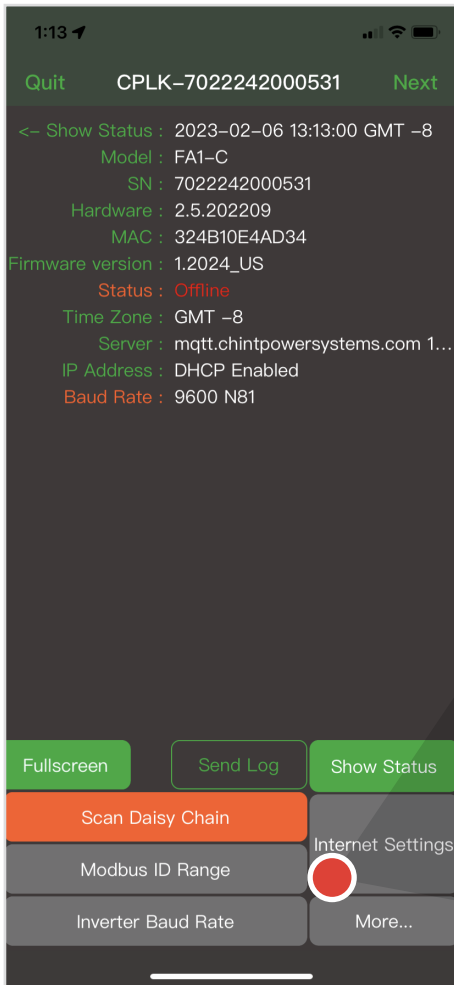 1:13
Quit CPLK-7022242000531 Next
<- Show Status : 2023-02-06 13:13:00 GMT -8
Model : FA1-C
SN : 7022242000531
Hardware : 2.5.202209
MAC : 324B10E4AD34
Firmware version : 1.2024_US
Status : Offline
Time Zone : GMT -8
Server : mqtt.chintpowersystems.com 1...
IP Address : DHCP Enabled
Baud Rate : 9600 N81
Fullscreen Send Log Show Status
Scan Daisy Chain
Internet Settings
Modbus ID Range
Inverter Baud Rate More...